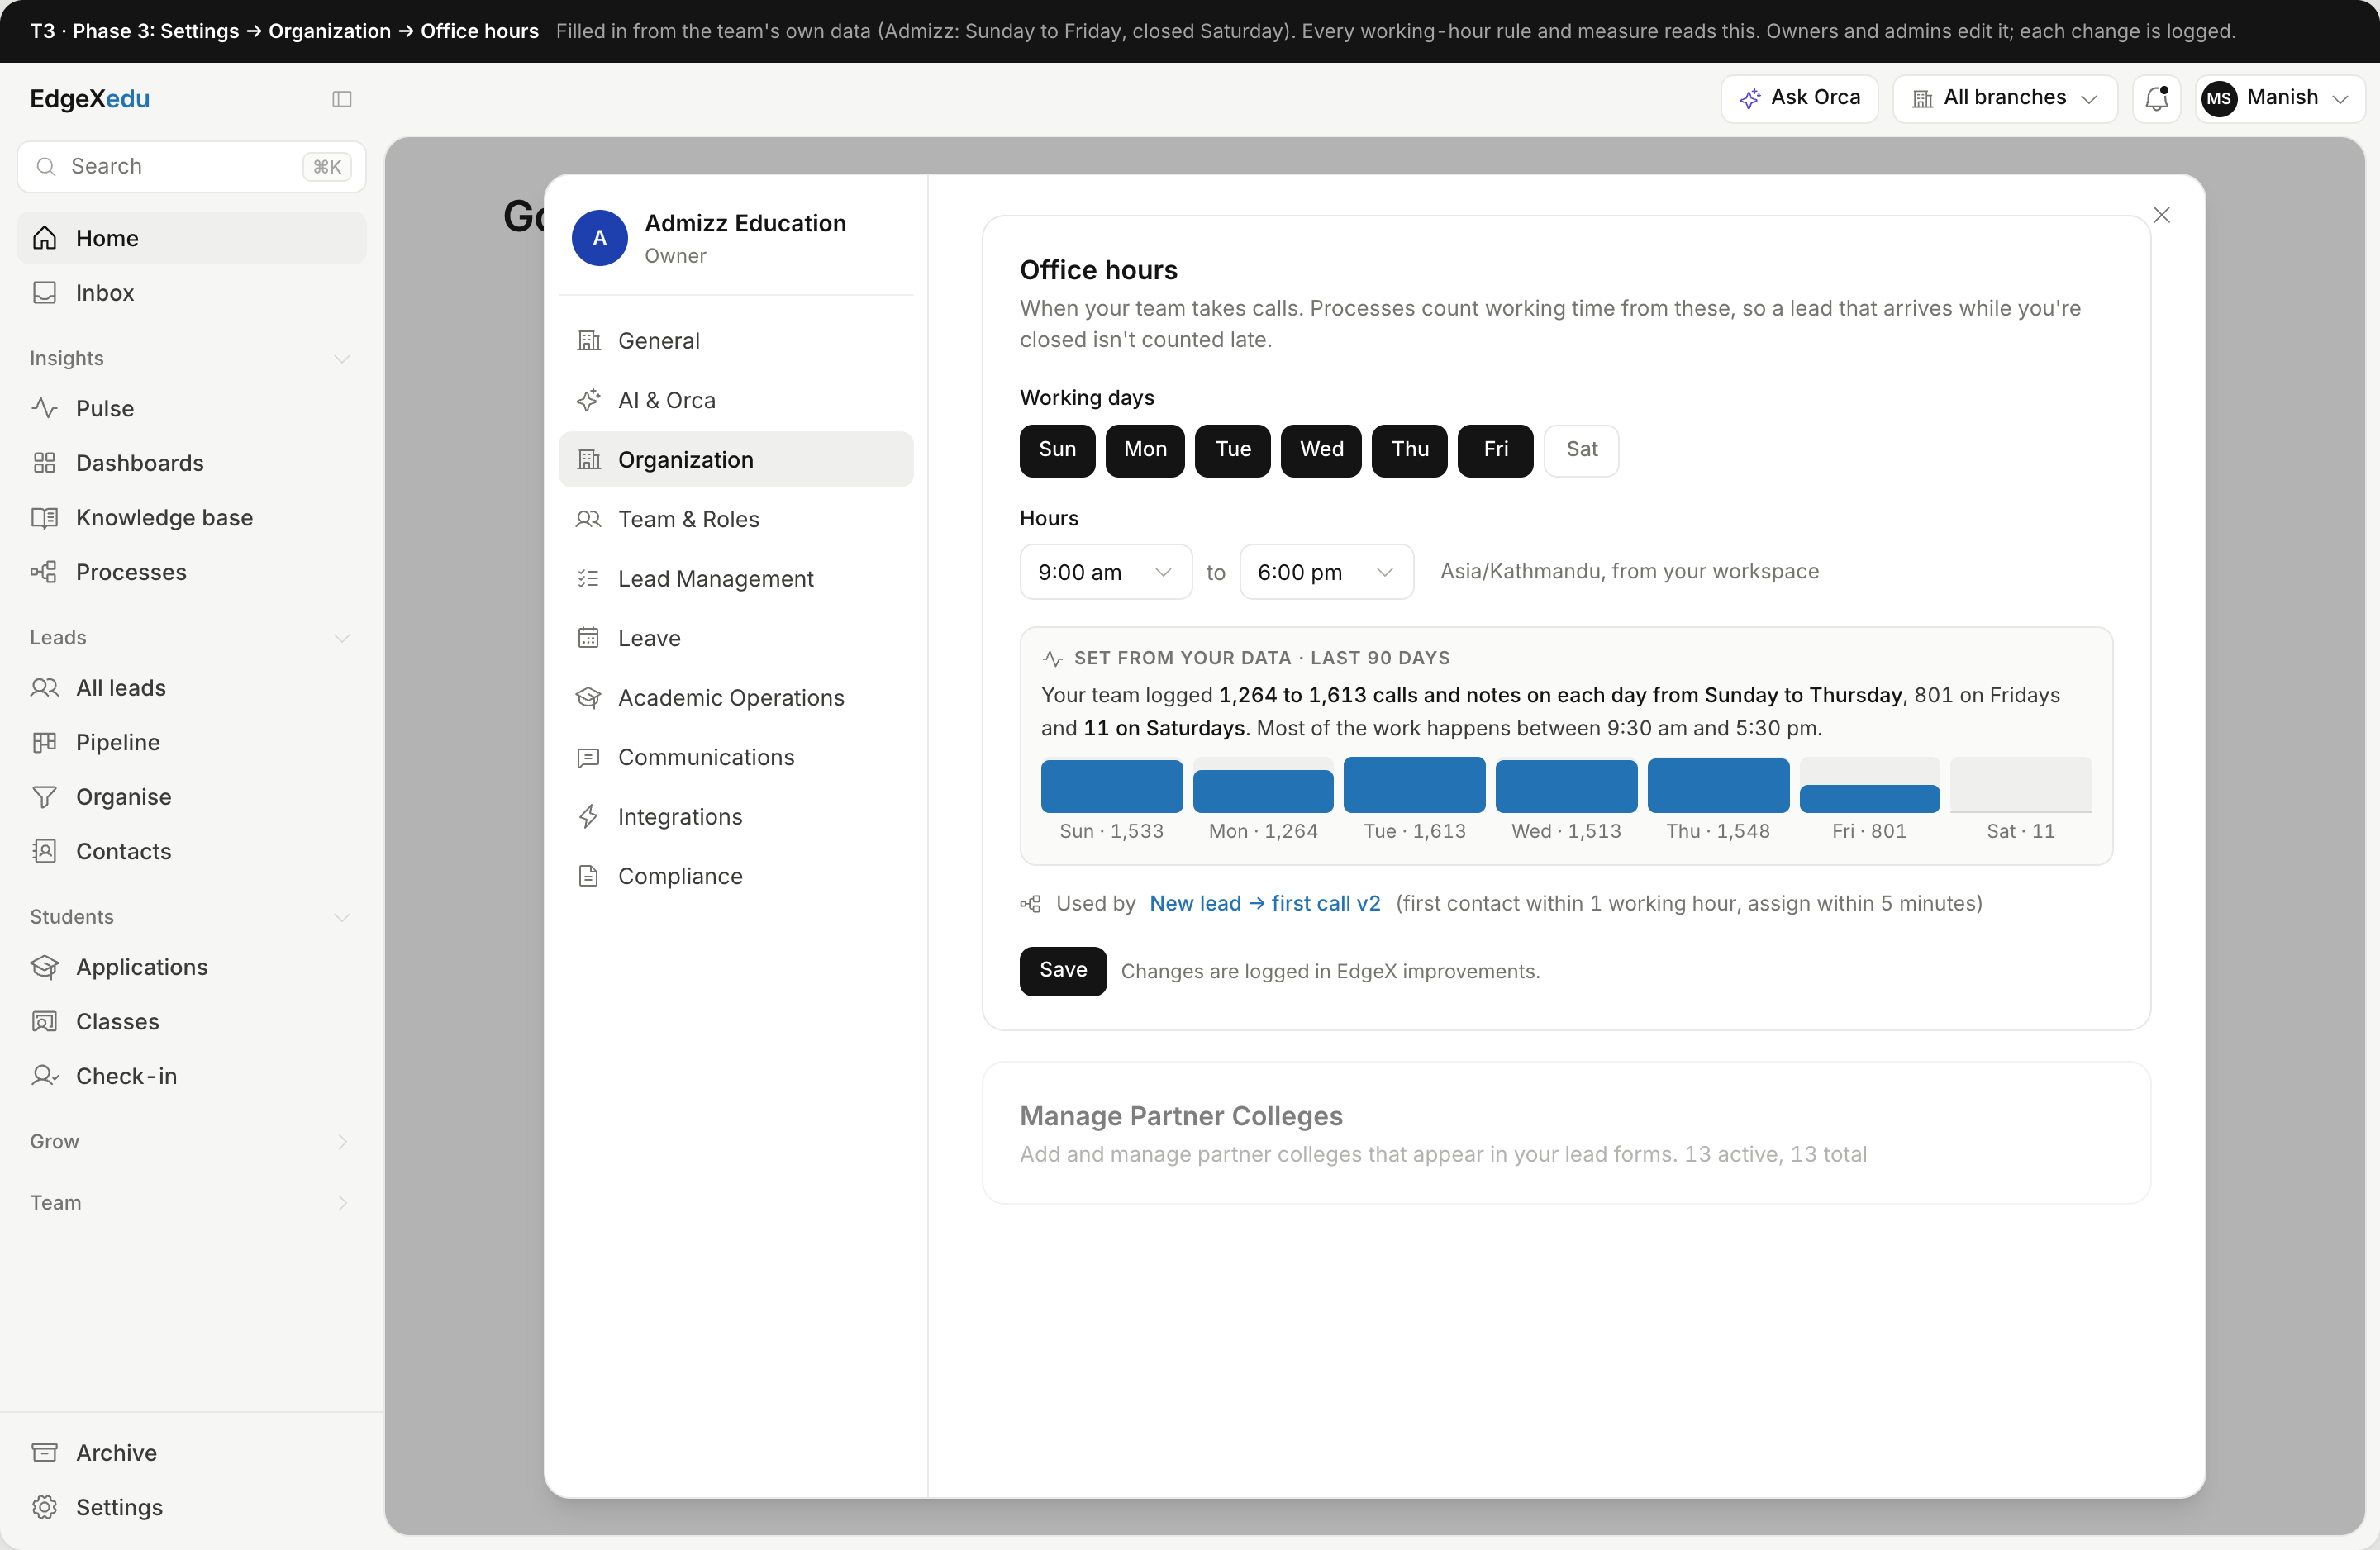 T3 · Phase 3: Settings → Organization → Office hours Filled in from the team's own data (Admizz: Sunday to Friday, closed Saturday). Every working-hour rule and measure reads this. Owners and admins edit it; each change is logged.
EdgeXedu
Ask Orca
All branches
MS Manish
Search ⌘K
Home
Inbox
Insights
Pulse
Dashboards
Knowledge base
Processes
Leads
All leads
Pipeline
Organise
Contacts
Students
Applications
Classes
Check-in
Grow
Team
Archive
Settings
Go
A
Admizz Education
Owner
General
AI & Orca
Organization
Team & Roles
Lead Management
Leave
Academic Operations
Communications
Integrations
Compliance
Office hours
When your team takes calls. Processes count working time from these, so a lead that arrives while you're
closed isn't counted late.
Working days
Sun Mon Tue Wed Thu Fri Sat
Hours
9:00 am to 6:00 pm Asia/Kathmandu, from your workspace
SET FROM YOUR DATA · LAST 90 DAYS
Your team logged 1,264 to 1,613 calls and notes on each day from Sunday to Thursday, 801 on Fridays
and 11 on Saturdays. Most of the work happens between 9:30 am and 5:30 pm.
Sun · 1,533 Mon · 1,264 Tue · 1,613 Wed · 1,513 Thu · 1,548 Fri · 801 Sat · 11
Used by New lead → first call v2 (first contact within 1 working hour, assign within 5 minutes)
Save Changes are logged in EdgeX improvements.
Manage Partner Colleges
Add and manage partner colleges that appear in your lead forms. 13 active, 13 total